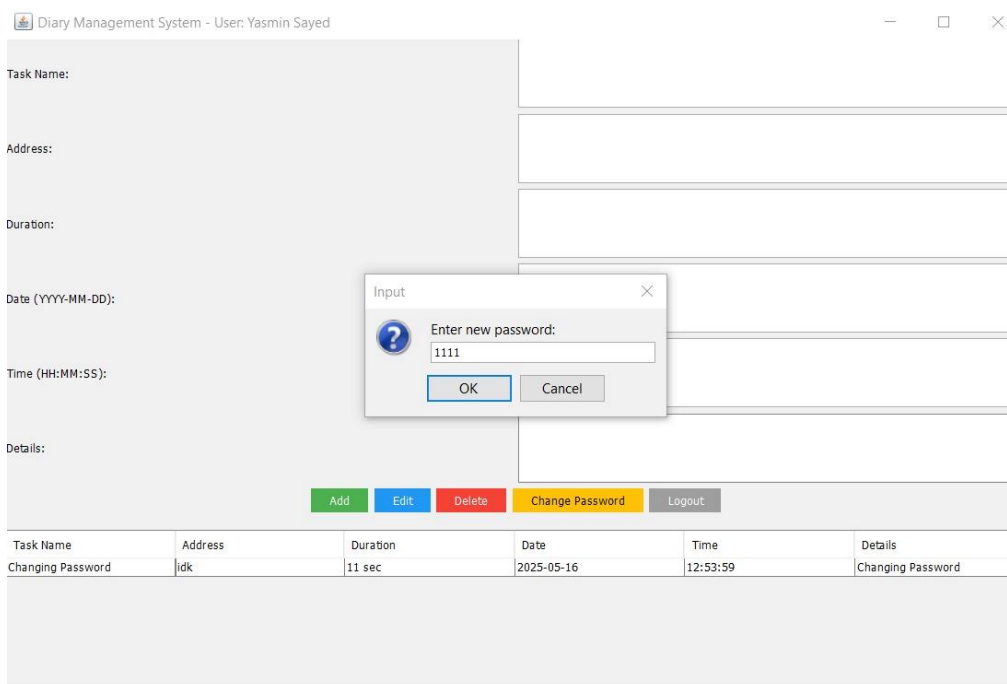 Diary Management System - User: Yasmin Sayed
Task Name:
Address:
Duration:
Date (YYYY-MM-DD):
Time (HH:MM:SS):
Details:
Input
Enter new password:
1111
OK Cancel
Add Edit Delete Change Password Logout
Task Name Address Duration Date Time Details
Changing Password idk 11 sec 2025-05-16 12:53:59 Changing Password